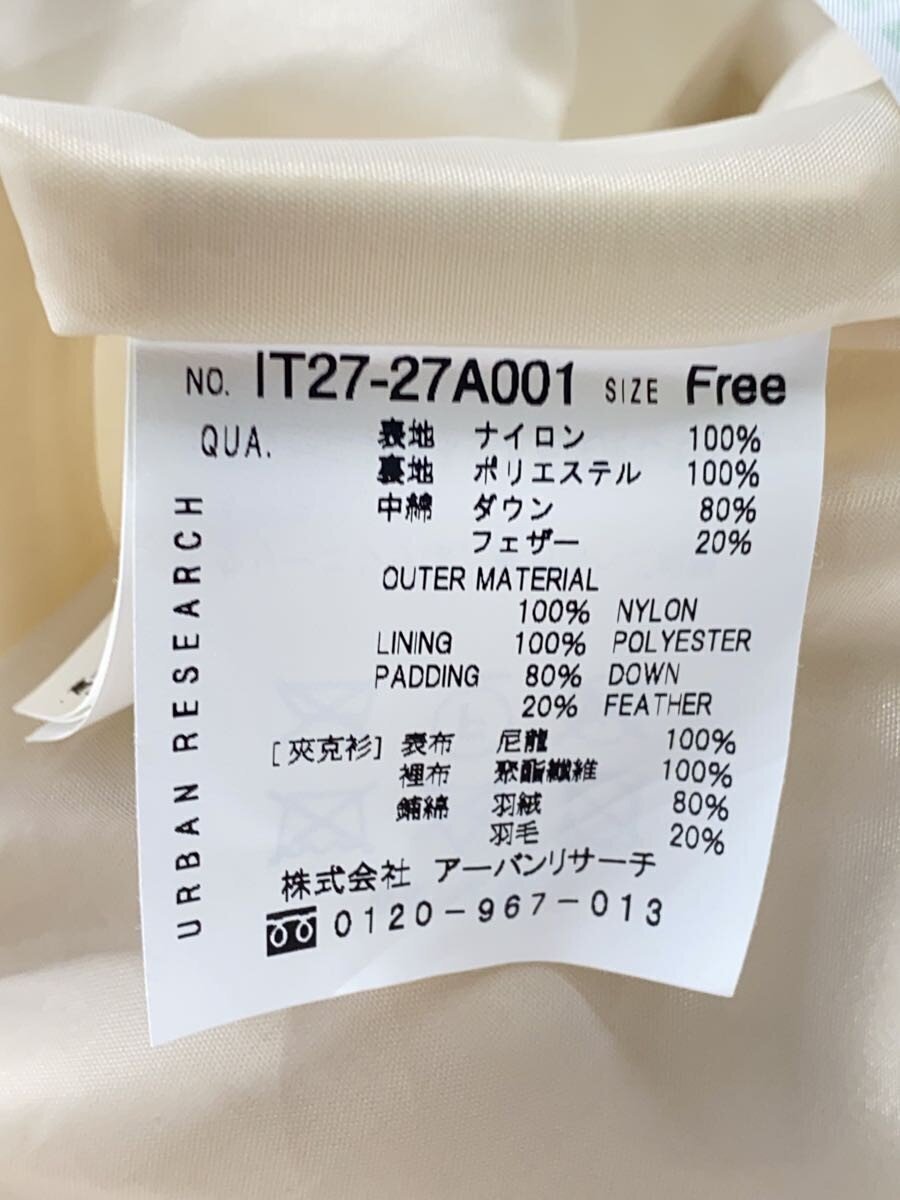 NO. IT27-27A001 SIZE Free
QUA. 表地 ナイロン 100%
裏地 ポリエステル 100%
中綿 ダウン 80%
フェザー 20%
OUTER MATERIAL
100% NYLON
LINING 100% POLYESTER
PADDING 80% DOWN
20% FEATHER
[夾克衫] 表布 尼龍 100%
裡布 聚酯纖維 100%
鋪綿 羽絨 80%
羽毛 20%
株式会社 アーバンリサーチ
0120-967-013
URBAN RESEARCH